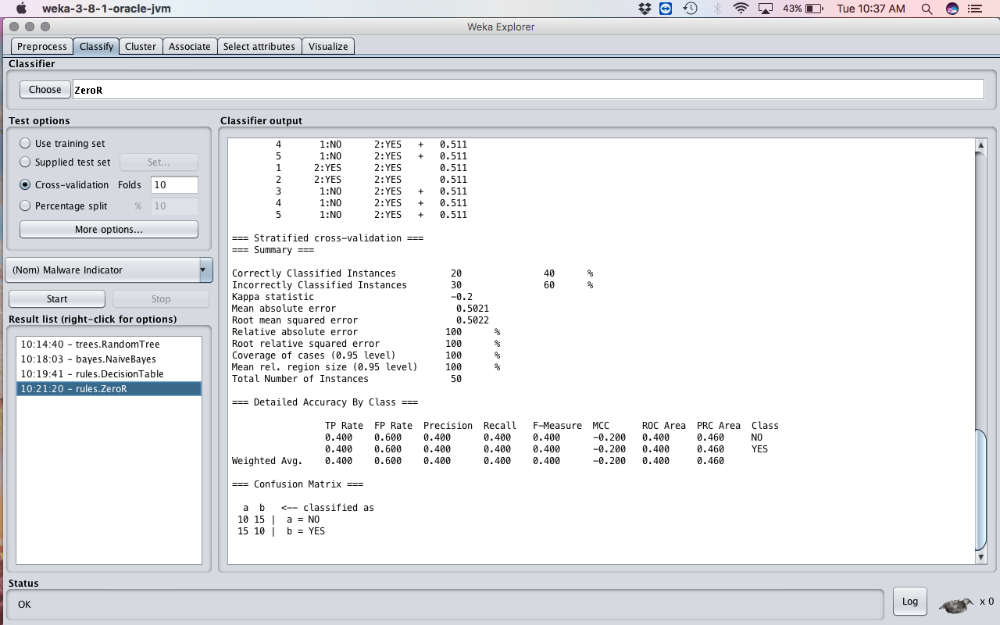 weka-3-8-1-oracle-jvm 43% Tue 10:37 AM
Weka Explorer
Preprocess Classify Cluster Associate Select attributes Visualize
Classifier
Choose ZeroR
Test options
Use training set
Supplied test set Set...
Cross-validation Folds 10
Percentage split % 10
More options...
(Nom) Malware Indicator
Start Stop
Result list (right-click for options)
10:14:40 - trees.RandomTree
10:18:03 - bayes.NaiveBayes
10:19:41 - rules.DecisionTable
10:21:20 - rules.ZeroR
Classifier output
4 1:NO 2:YES + 0.511
5 1:NO 2:YES + 0.511
1 2:YES 2:YES 0.511
2 2:YES 2:YES 0.511
3 1:NO 2:YES + 0.511
4 1:NO 2:YES + 0.511
5 1:NO 2:YES + 0.511
=== Stratified cross-validation ===
=== Summary ===
Correctly Classified Instances 20 40 %
Incorrectly Classified Instances 30 60 %
Kappa statistic -0.2
Mean absolute error 0.5021
Root mean squared error 0.5022
Relative absolute error 100 %
Root relative squared error 100 %
Coverage of cases (0.95 level) 100 %
Mean rel. region size (0.95 level) 100 %
Total Number of Instances 50
=== Detailed Accuracy By Class ===
TP Rate FP Rate Precision Recall F-Measure MCC ROC Area PRC Area Class
0.400 0.600 0.400 0.400 0.400 -0.200 0.400 0.460 NO
0.400 0.600 0.400 0.400 0.400 -0.200 0.400 0.460 YES
Weighted Avg. 0.400 0.600 0.400 0.400 0.400 -0.200 0.400 0.460
=== Confusion Matrix ===
a b <-- classified as
10 15 | a = NO
15 10 | b = YES
Status
OK
Log x 0